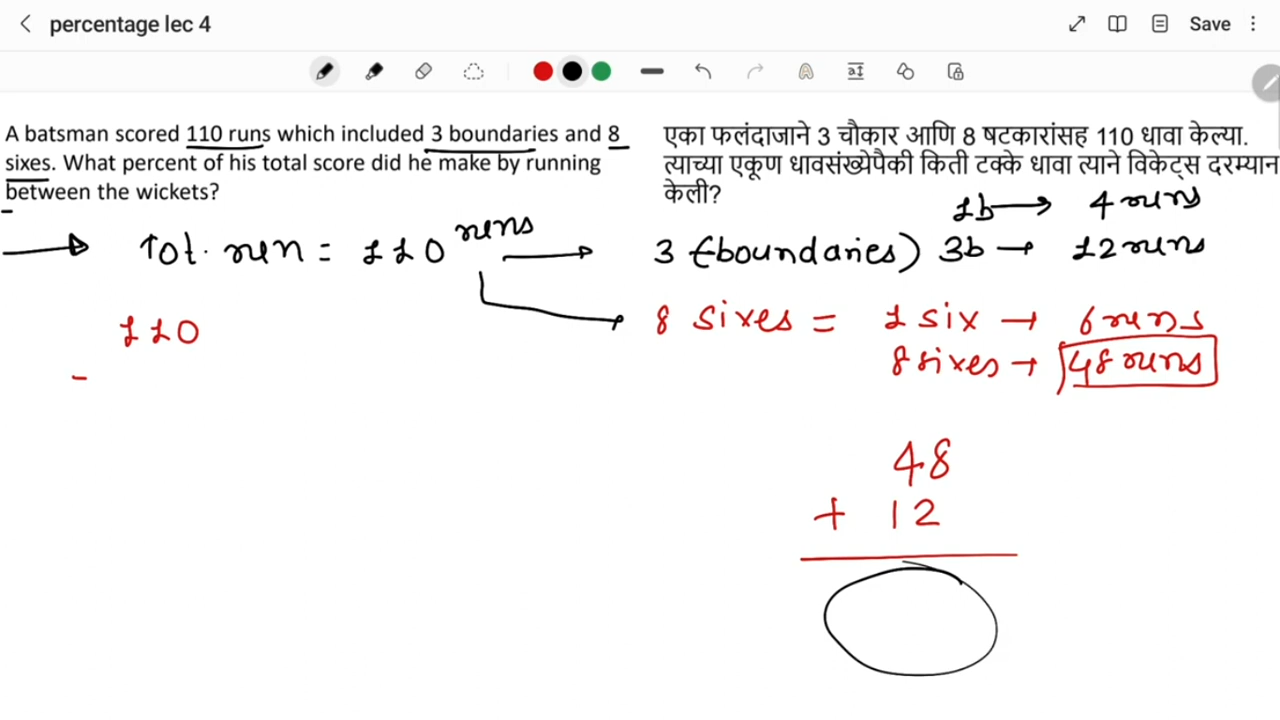 percentage lec 4
Save
A batsman scored 110 runs which included 3 boundaries and 8
sixes. What percent of his total score did he make by running
between the wickets?
एका फलंदाजाने 3 चौकार आणि 8 षटकारांसह 110 धावा केल्या.
त्याच्या एकूण धावसंख्येपैकी किती टक्के धावा त्याने विकेट्स दरम्यान
केली?
1b → 4 runs
Tot. run = 110 runs → 3 (boundaries) 3b → 12 runs
110
-
8 sixes = 1 six → 6 runs
8 sixes → 48 runs
48
+ 12